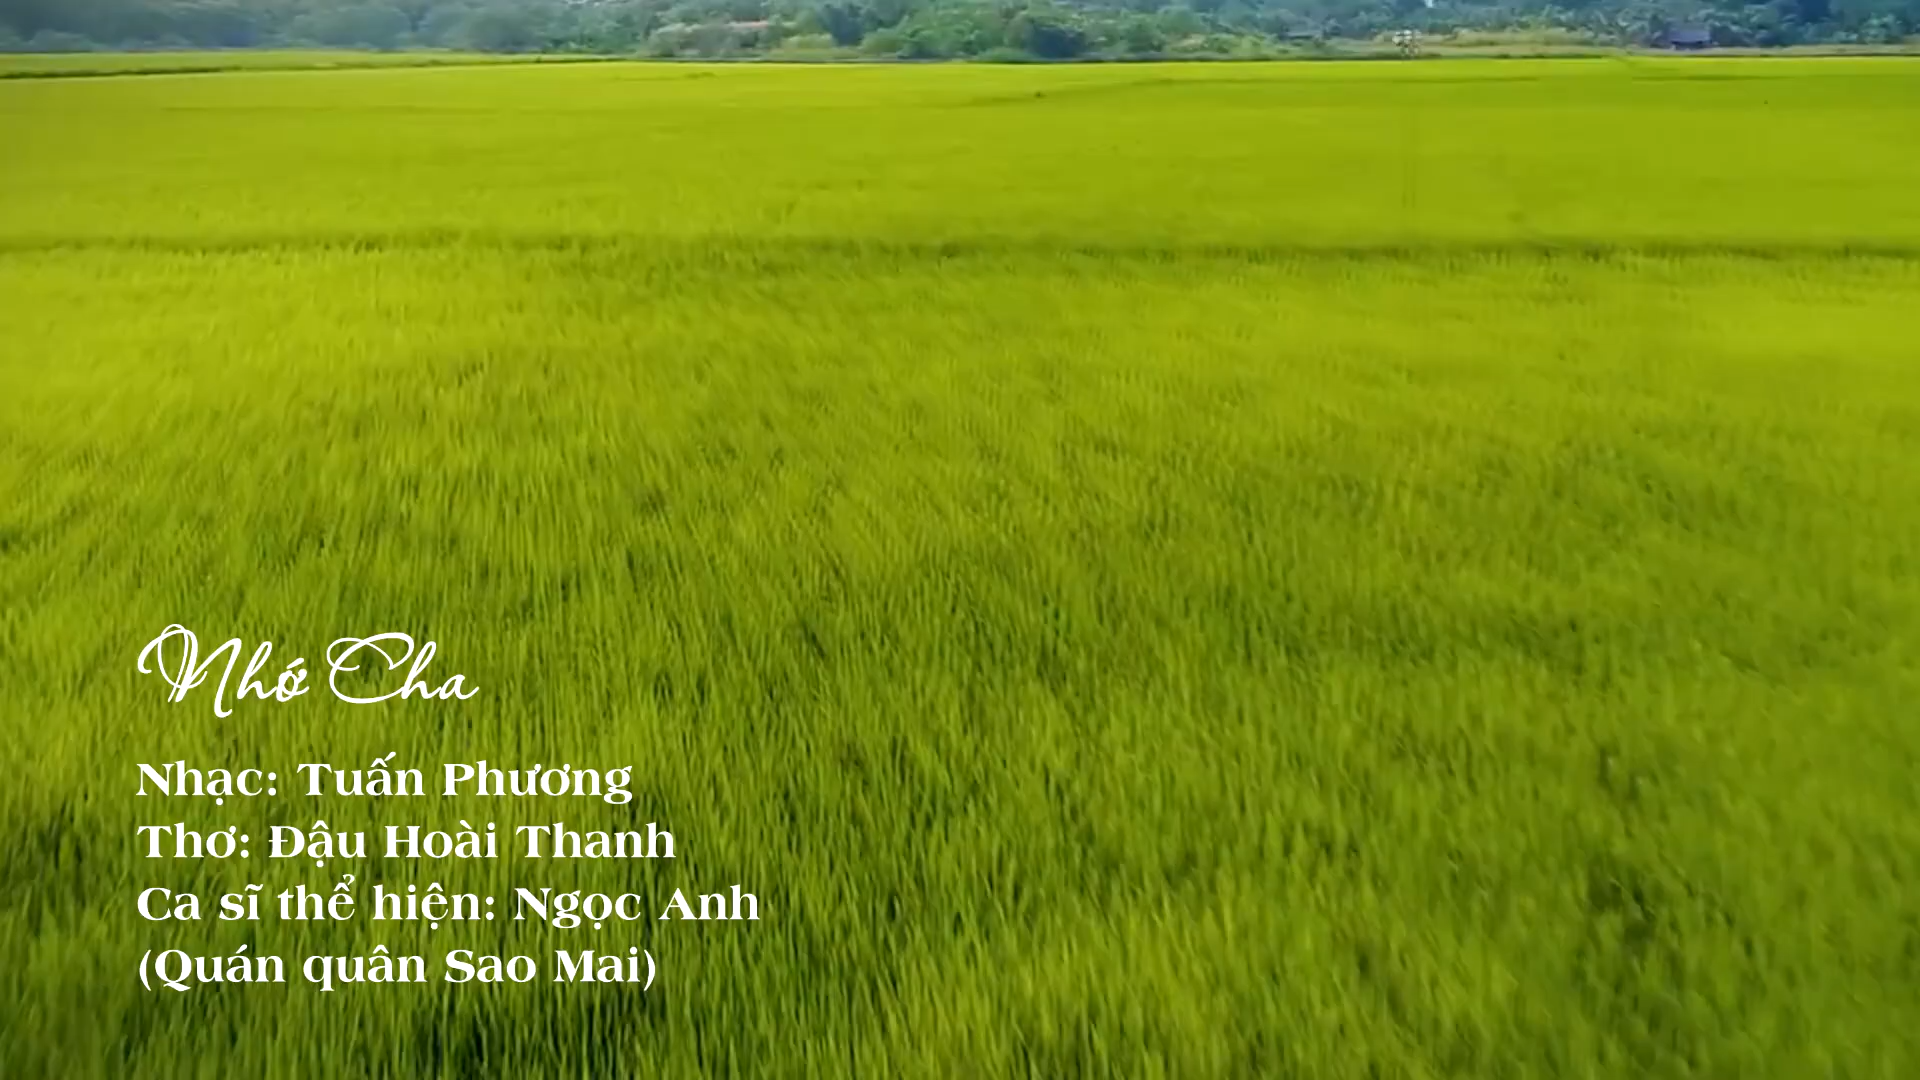 Nhớ Cha
Nhạc: Tuấn Phương
Thơ: Đậu Hoài Thanh
Ca sĩ thể hiện: Ngọc Anh
(Quán quân Sao Mai)